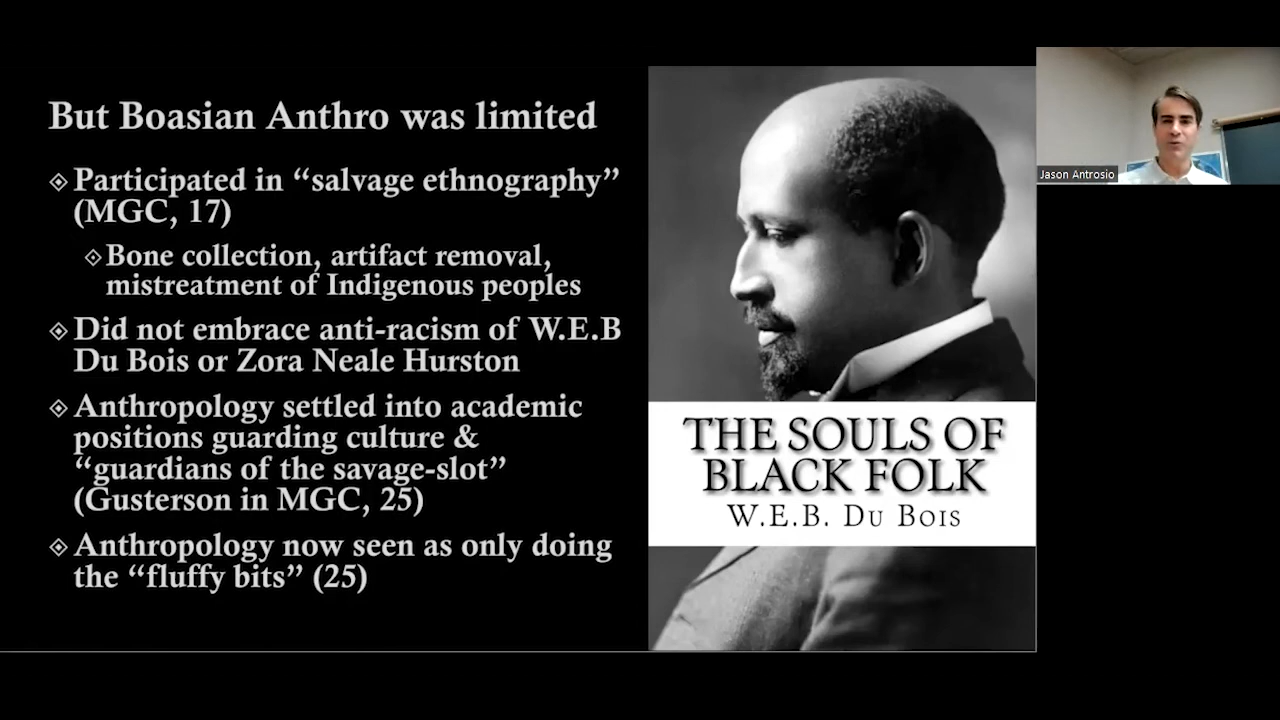 But Boasian Anthro was limited
Participated in “salvage ethnography”
(MGC, 17)
Bone collection, artifact removal,
mistreatment of Indigenous peoples
Did not embrace anti-racism of W.E.B
Du Bois or Zora Neale Hurston
Anthropology settled into academic
positions guarding culture &
“guardians of the savage-slot”
(Gusterson in MGC, 25)
Anthropology now seen as only doing
the “fluffy bits” (25)
THE SOULS OF
BLACK FOLK
W.E.B. DU BOIS
Jason Antrosio